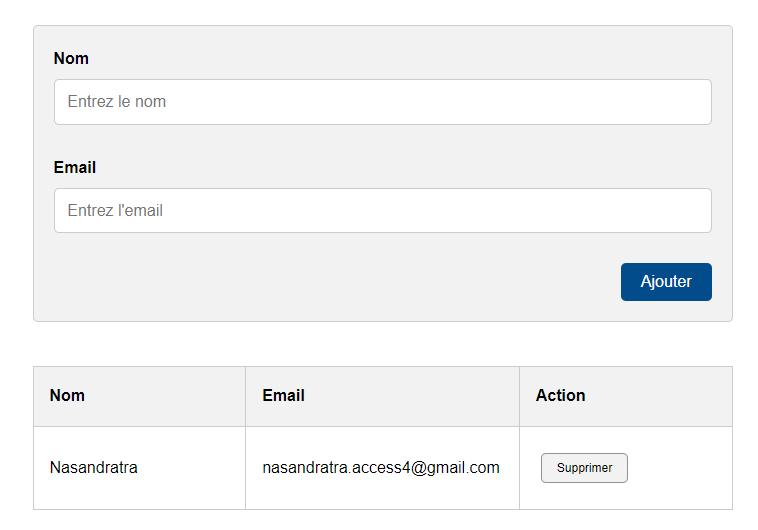 Nom
Entrez le nom
Email
Entrez l'email
Ajouter
Nom Email Action
Nasandratra nasandratra.access4@gmail.com Supprimer